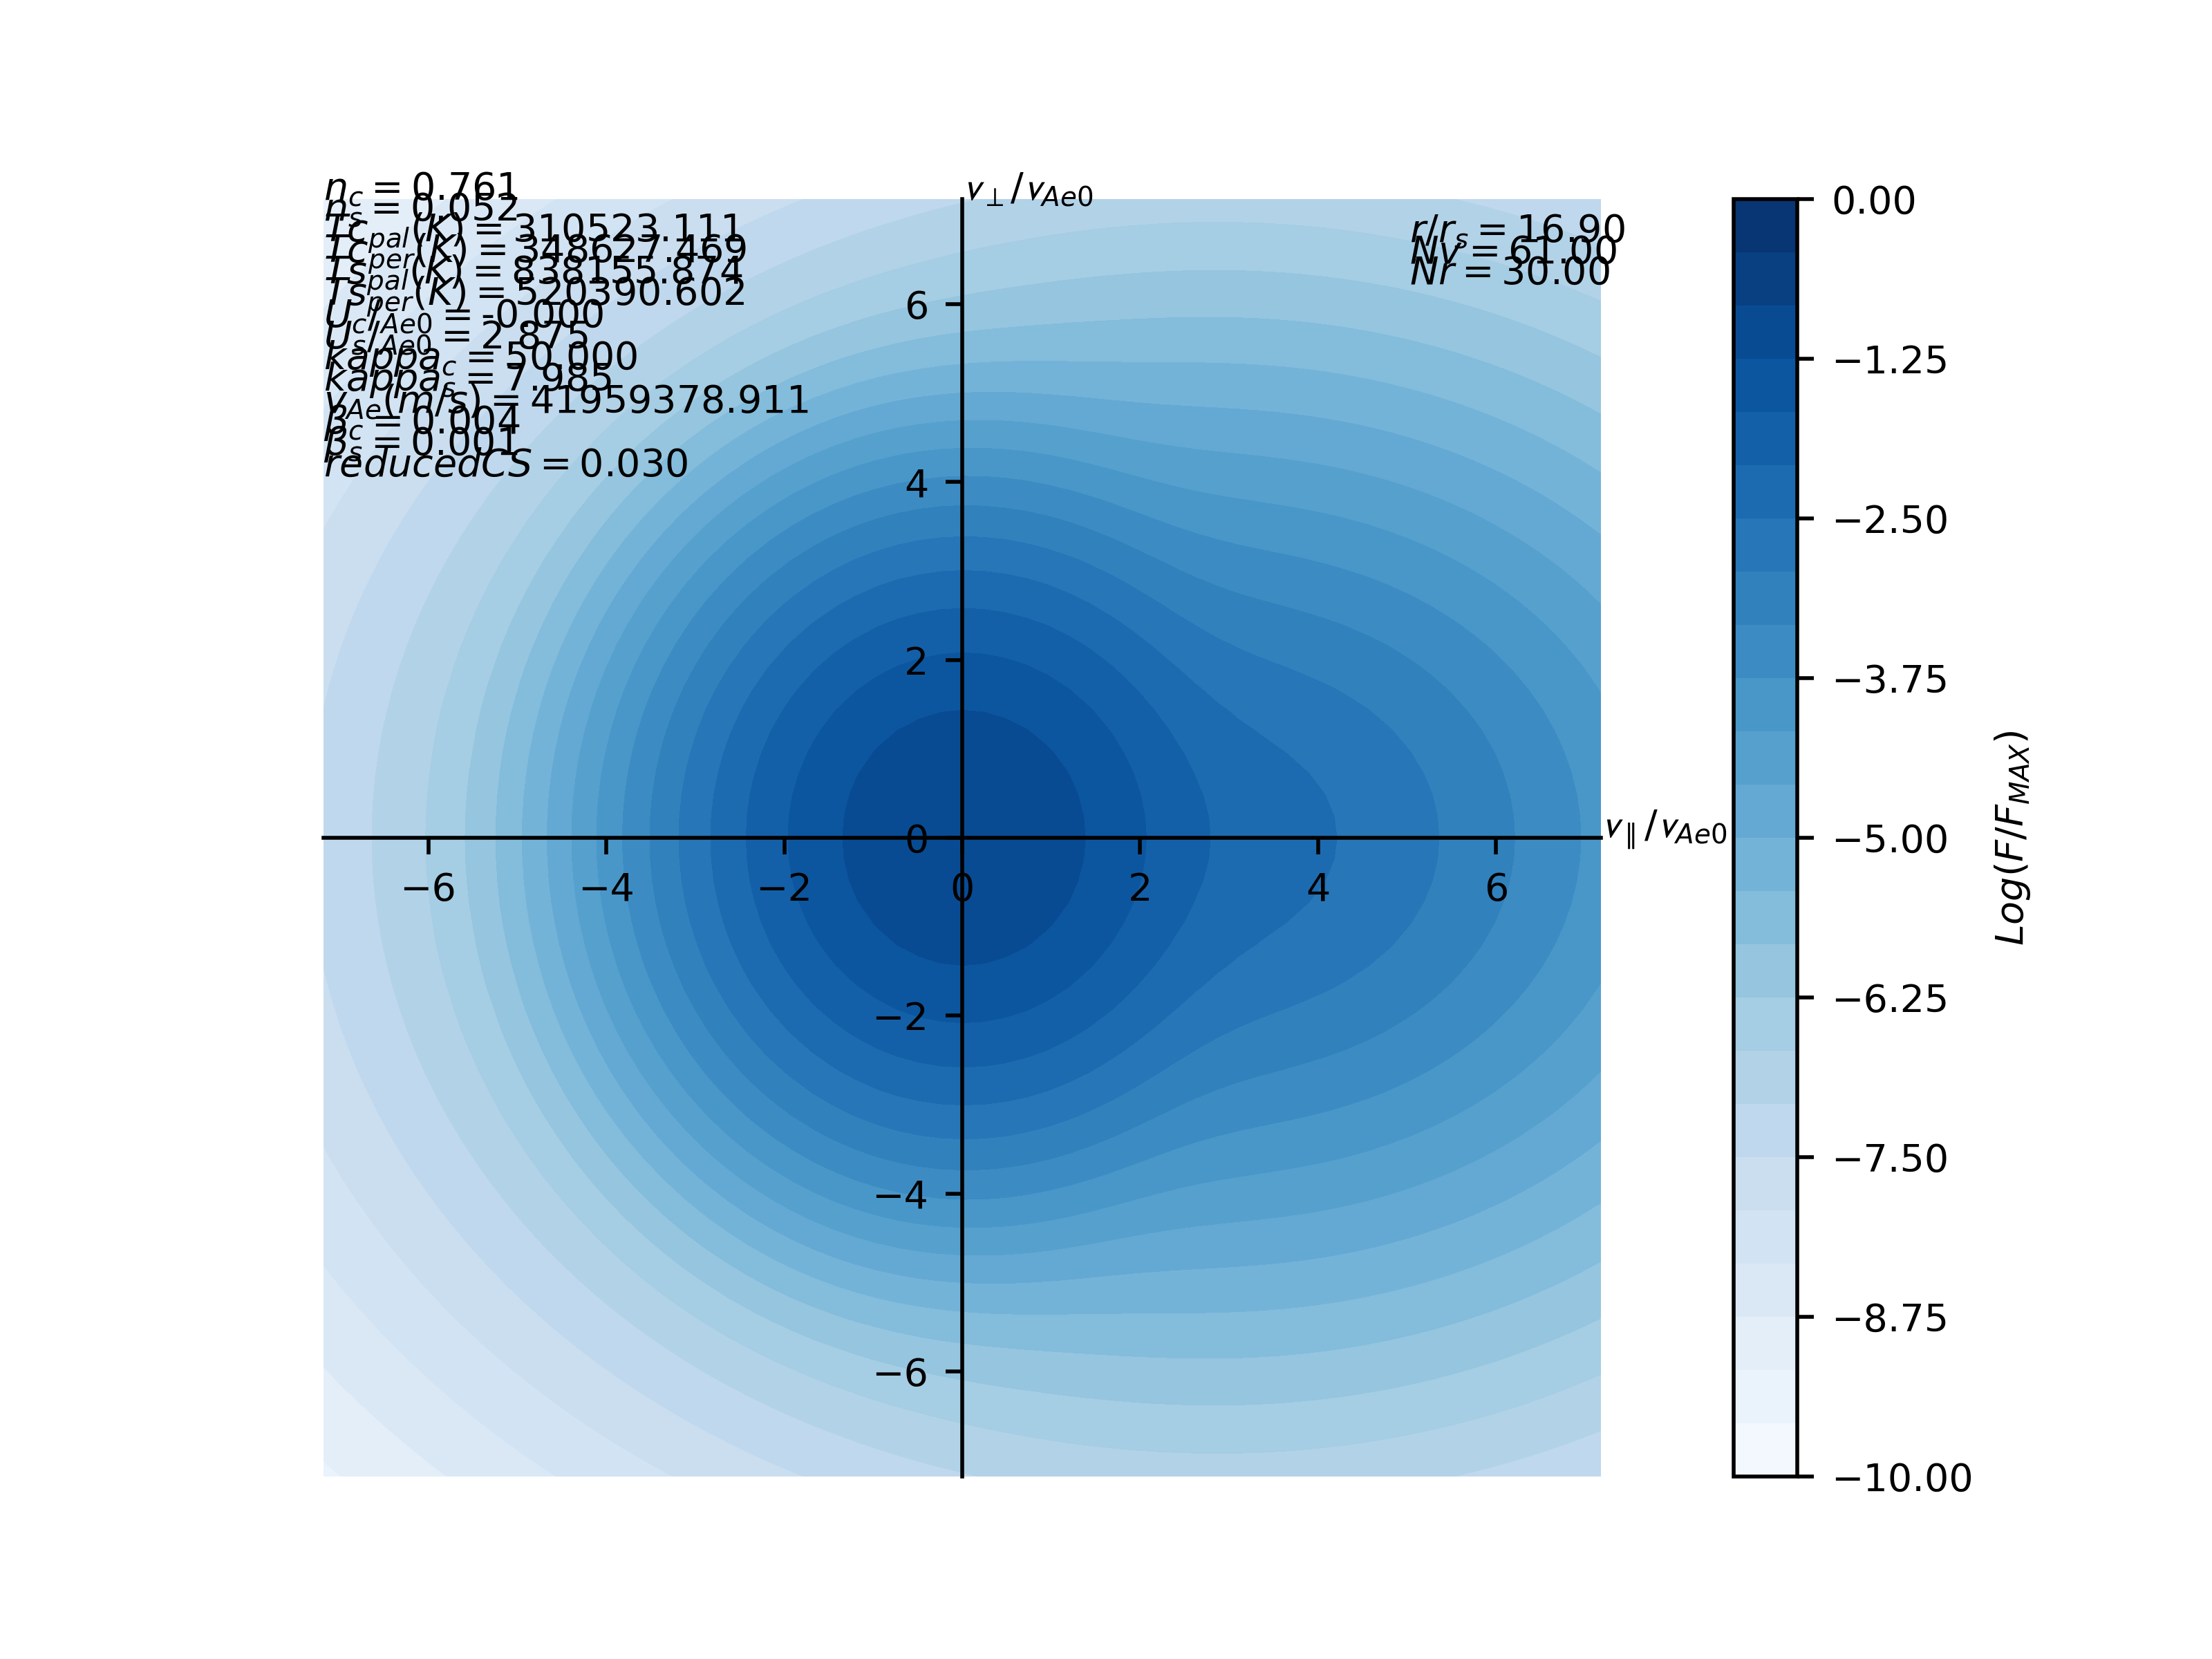 n_c = 0.761
n_s = 0.052
Tc_pal(K) = 310523.111
Tc_per(K) = 348627.469
Ts_pal(K) = 838155.874
Ts_per(K) = 520390.602
U_c/Ae0 = -0.000
U_s/Ae0 = 2.875
kappa_c = 50.000
kappa_s = 7.985
v_Ae(m/s) = 41959378.911
β_c = 0.004
β_s = 0.001
reducedCS = 0.030
v_⊥/v_Ae0
r/r_s = 16.90
Nv = 61.00
Nr = 30.00
6
4
2
0
−2
−4
−6
−6 −4 −2 0 2 4 6
v_∥/v_Ae0
0.00
−1.25
−2.50
−3.75
−5.00
−6.25
−7.50
−8.75
−10.00
Log(F/F_MAX)